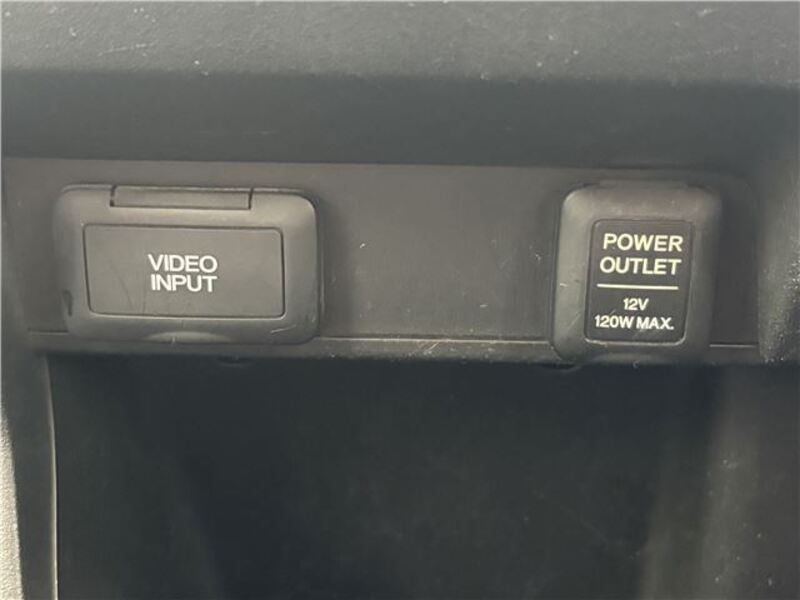 VIDEO
INPUT
POWER
OUTLET
12V
120W MAX.